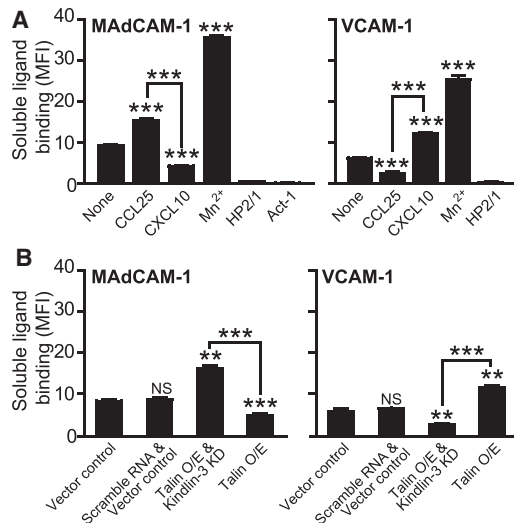 A
MAdCAM-1
VCAM-1
Soluble ligand
binding (MFI)
40
30
20
10
0
***
***
***
***
***
***
***
***
None
CCL25
CXCL10
Mn2+
HP2/1
Act-1
None
CCL25
CXCL10
Mn2+
HP2/1
B
MAdCAM-1
VCAM-1
Soluble ligand
binding (MFI)
40
30
20
10
0
NS
**
***
***
NS
**
***
**
Vector control
Scramble RNA &
Vector control
Talin O/E &
Kindlin-3 KD
Talin O/E
Vector control
Scramble RNA &
Vector control
Talin O/E &
Kindlin-3 KD
Talin O/E